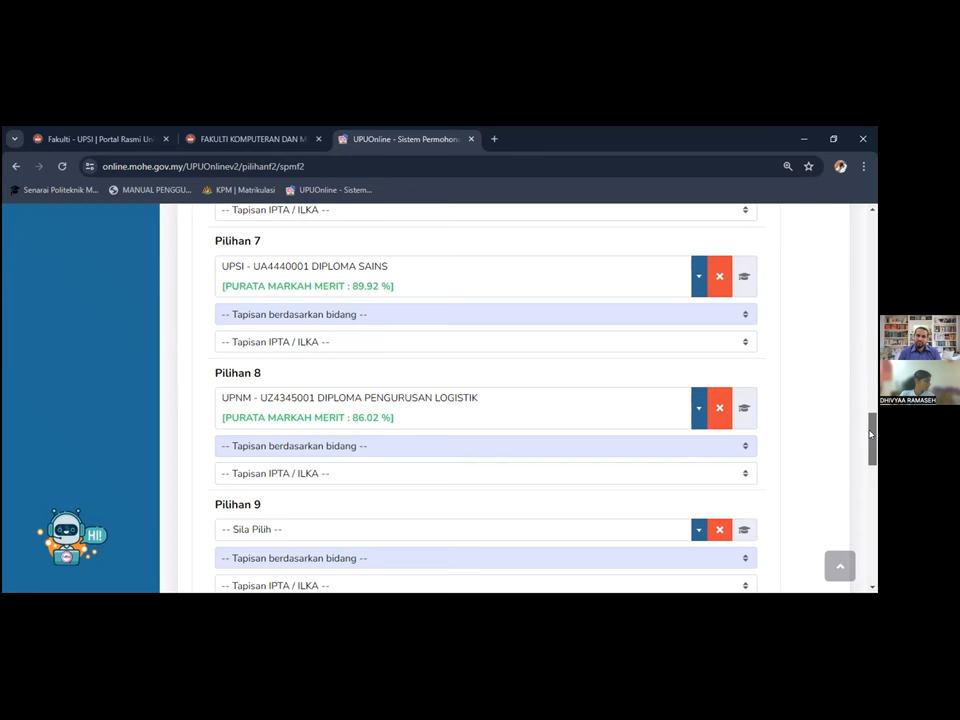 Fakulti - UPSI | Portal Rasmi Un
FAKULTI KOMPUTERAN DAN M
UPUOnline - Sistem Permohona
online.mohe.gov.my/UPUOnlinev2/pilihanf2/spmf2
Senarai Politeknik M...
MANUAL PENGGU...
KPM | Matrikulasi
UPUOnline - Sistem...
-- Tapisan IPTA / ILKA --
Pilihan 7
UPSI - UA4440001 DIPLOMA SAINS
[PURATA MARKAH MERIT : 89.92 %]
-- Tapisan berdasarkan bidang --
-- Tapisan IPTA / ILKA --
Pilihan 8
UPNM - UZ4345001 DIPLOMA PENGURUSAN LOGISTIK
[PURATA MARKAH MERIT : 86.02 %]
-- Tapisan berdasarkan bidang --
-- Tapisan IPTA / ILKA --
Pilihan 9
-- Sila Pilih --
-- Tapisan berdasarkan bidang --
-- Tapisan IPTA / ILKA --
HI!
DHIVYAA RAMASEH